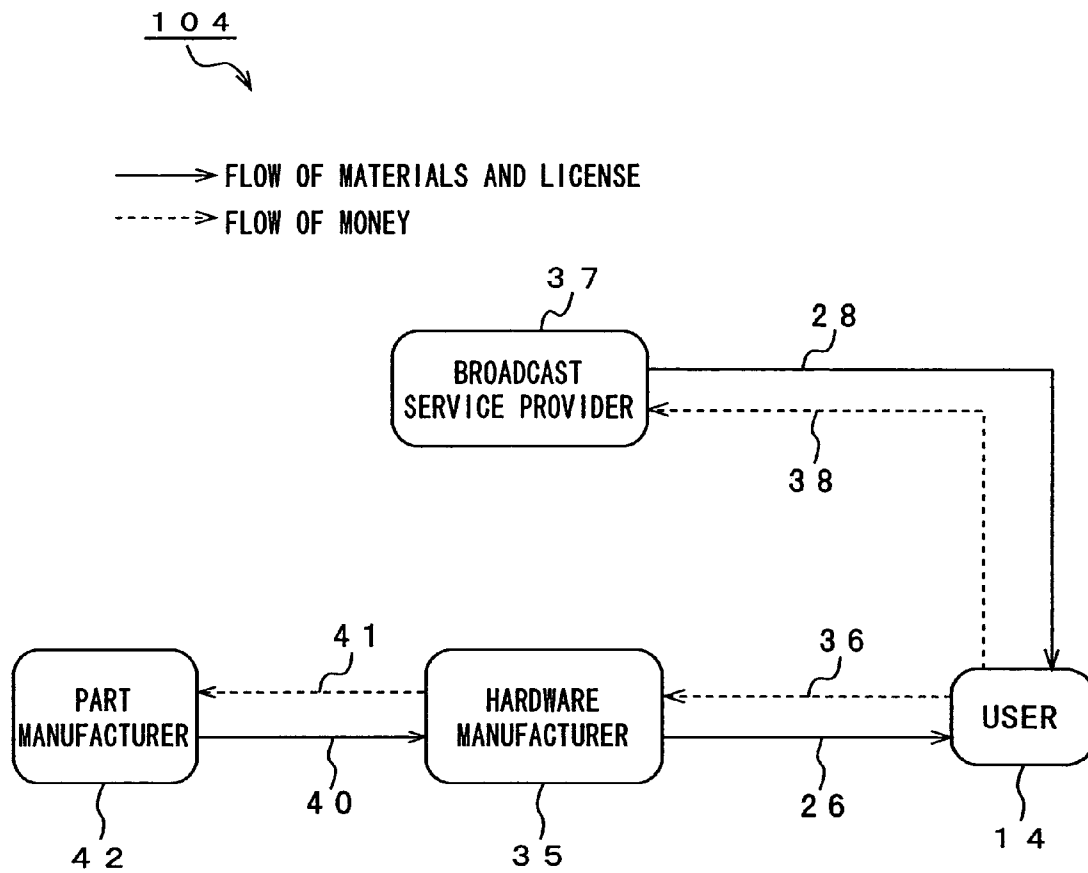 104
FLOW OF MATERIALS AND LICENSE
FLOW OF MONEY
37
28
BROADCAST
SERVICE PROVIDER
38
41
36
PART
MANUFACTURER
HARDWARE
MANUFACTURER
USER
40
26
42
35
14